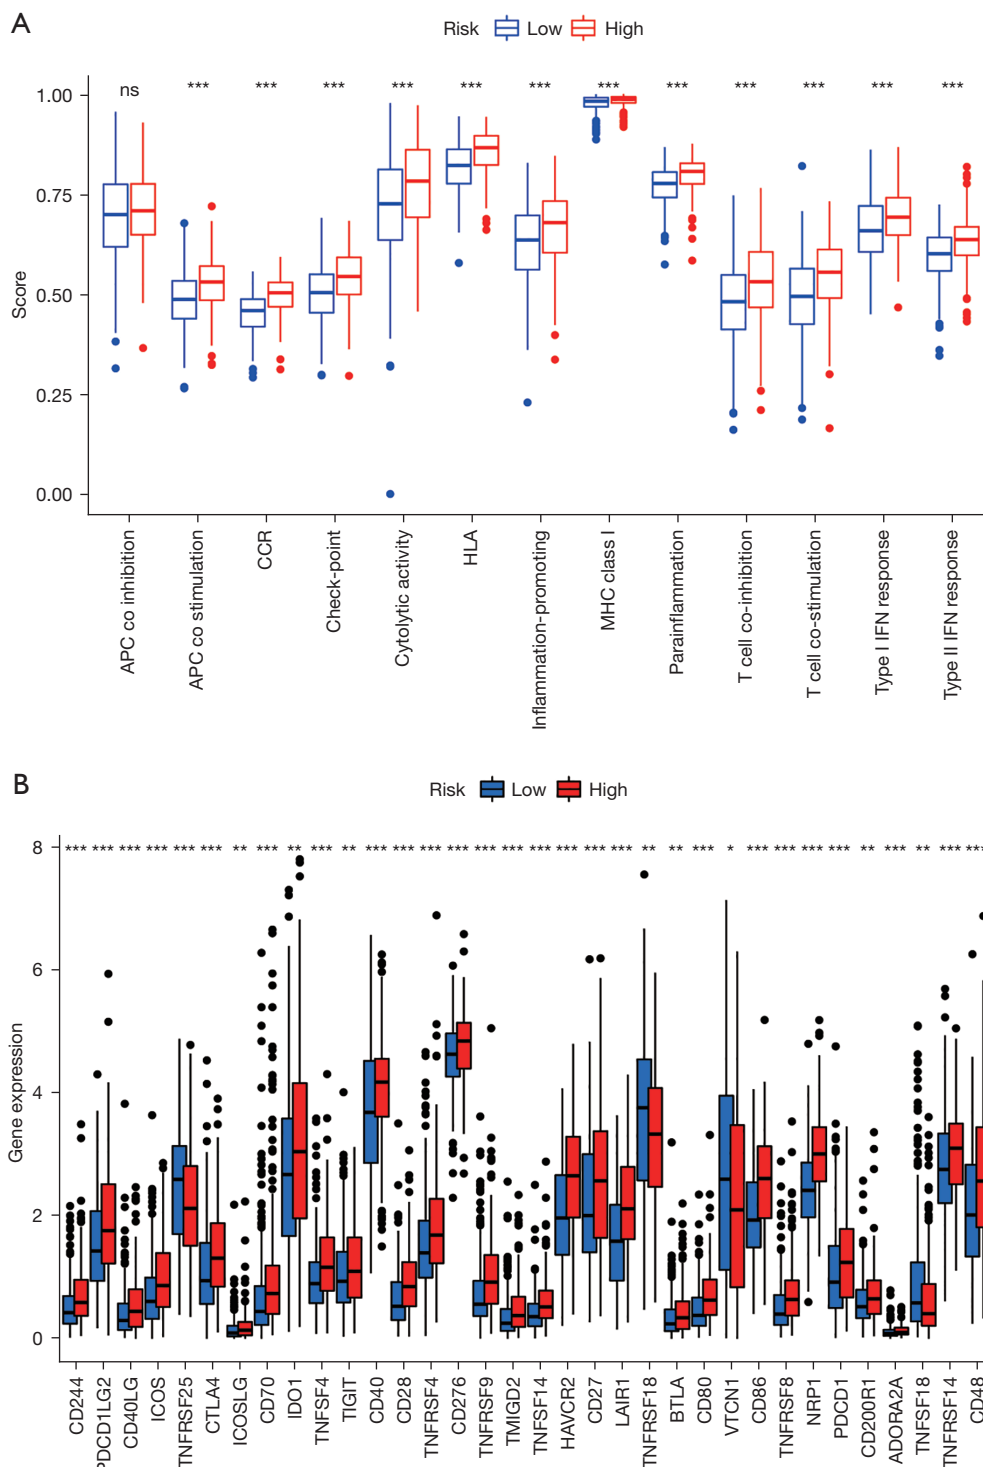 A
Risk Low High
ns *** *** *** *** *** *** *** *** *** *** *** ***
1.00
0.75
0.50
0.25
0.00
Score
APC co inhibition
APC co stimulation
CCR
Check-point
Cytolytic activity
HLA
Inflammation-promoting
MHC class I
Parainflammation
T cell co-inhibition
T cell co-stimulation
Type I IFN response
Type II IFN response
B
Risk Low High
*** *** *** *** *** *** ** *** ** *** ** *** *** *** *** *** *** *** *** *** *** ** ** *** * *** *** *** *** ** *** ** *** ***
8
6
4
2
0
Gene expression
CD244
PDCD1LG2
CD40LG
ICOS
TNFRSF25
CTLA4
ICOSLG
CD70
IDO1
TNFSF4
TIGIT
CD40
CD28
TNFRSF4
CD276
TNFRSF9
TMIGD2
TNFSF14
HAVCR2
CD27
LAIR1
TNFRSF18
BTLA
CD80
VTCN1
CD86
TNFRSF8
NRP1
PDCD1
CD200R1
ADORA2A
TNFSF18
TNFRSF14
CD48